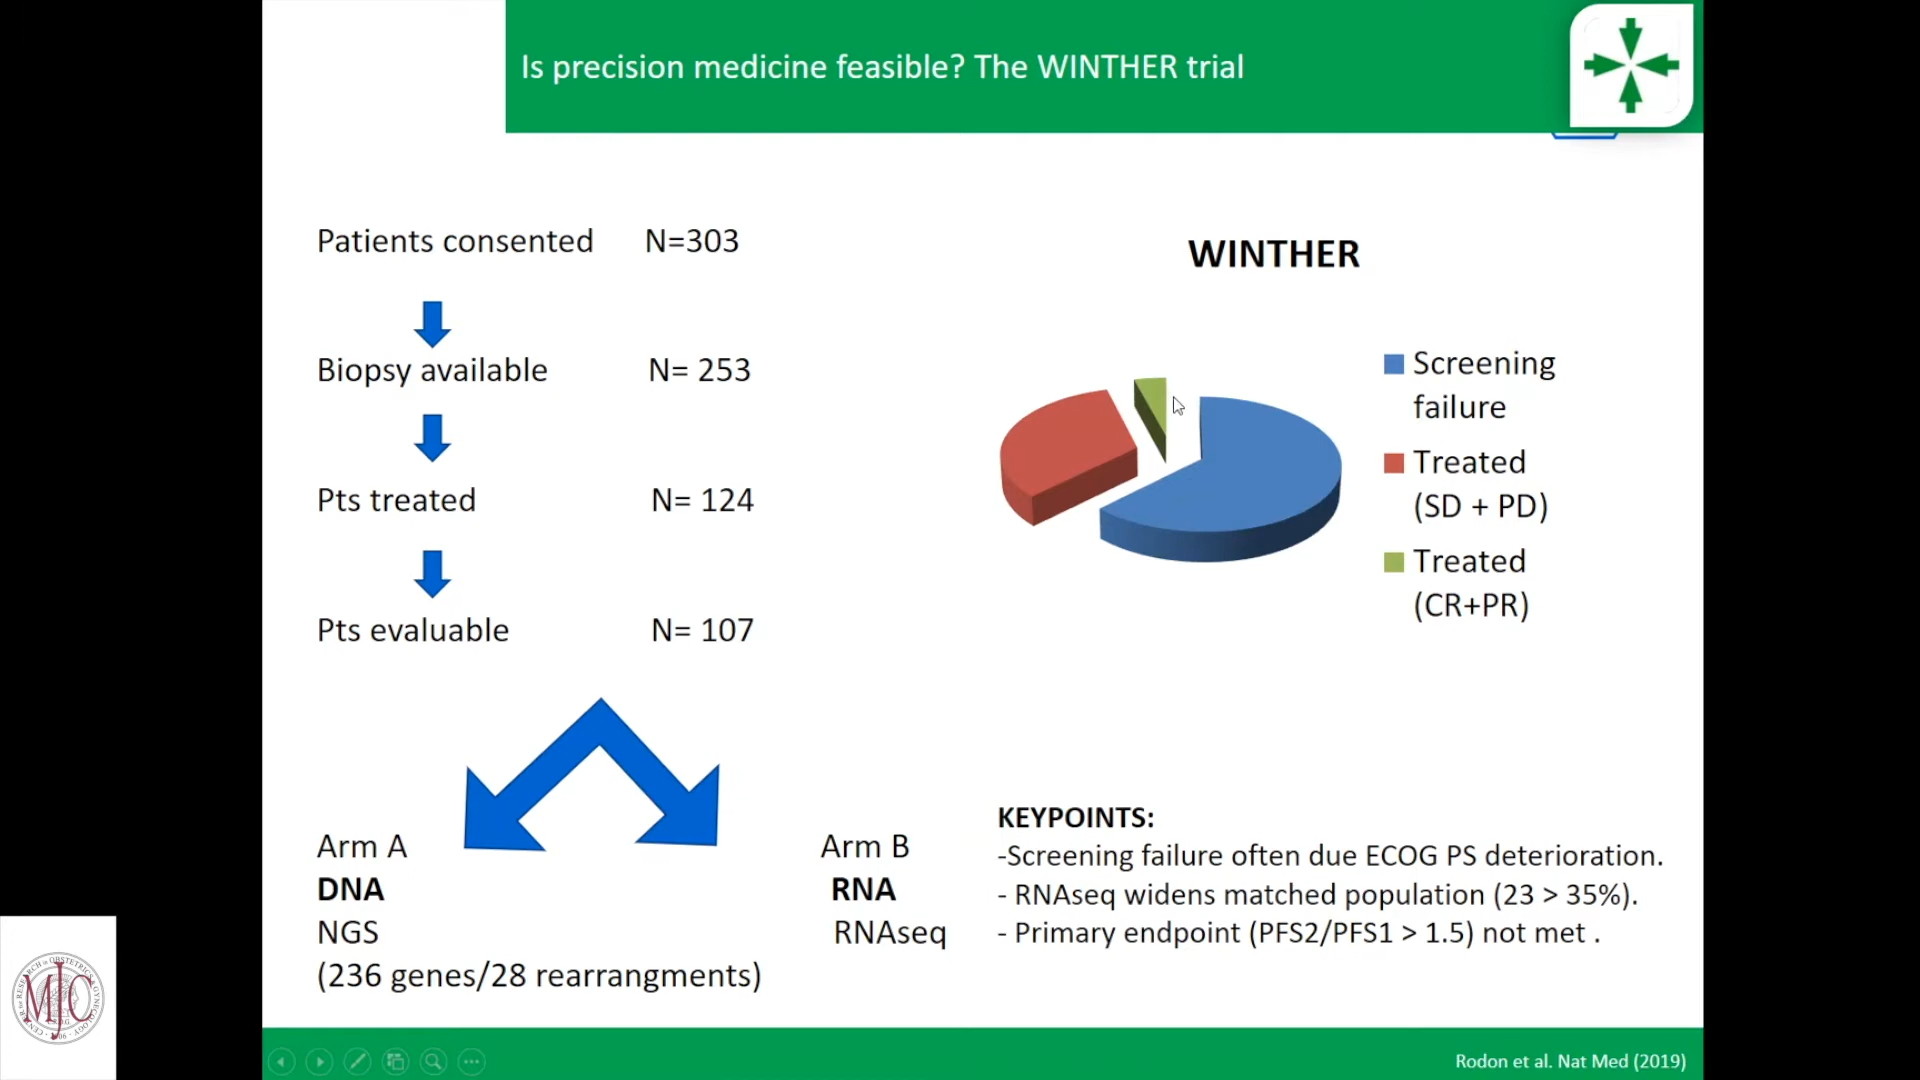 Is precision medicine feasible? The WINTHER trial
Patients consented N=303
Biopsy available N= 253
Pts treated N= 124
Pts evaluable N= 107
Arm A
DNA
NGS
(236 genes/28 rearrangments)
Arm B
RNA
RNAseq
WINTHER
Screening
failure
Treated
(SD + PD)
Treated
(CR+PR)
KEYPOINTS:
-Screening failure often due ECOG PS deterioration.
- RNAseq widens matched population (23 > 35%).
- Primary endpoint (PFS2/PFS1 > 1.5) not met .
Rodon et al. Nat Med (2019)
MJC